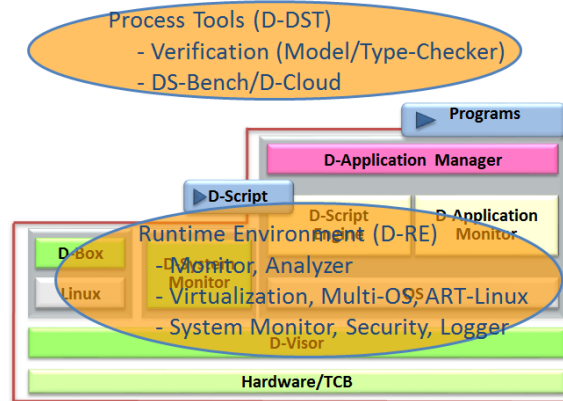 Process Tools (D-DST)
- Verification (Model/Type-Checker)
- DS-Bench/D-Cloud
Programs
D-Application Manager
D-Script
D-Script Engine
D-Application Monitor
Runtime Environment (D-RE)
- Monitor, Analyzer
- Virtualization, Multi-OS, ART-Linux
- System Monitor, Security, Logger
D-Box
D-System Monitor
Linux
OS
D-Visor
Hardware/TCB